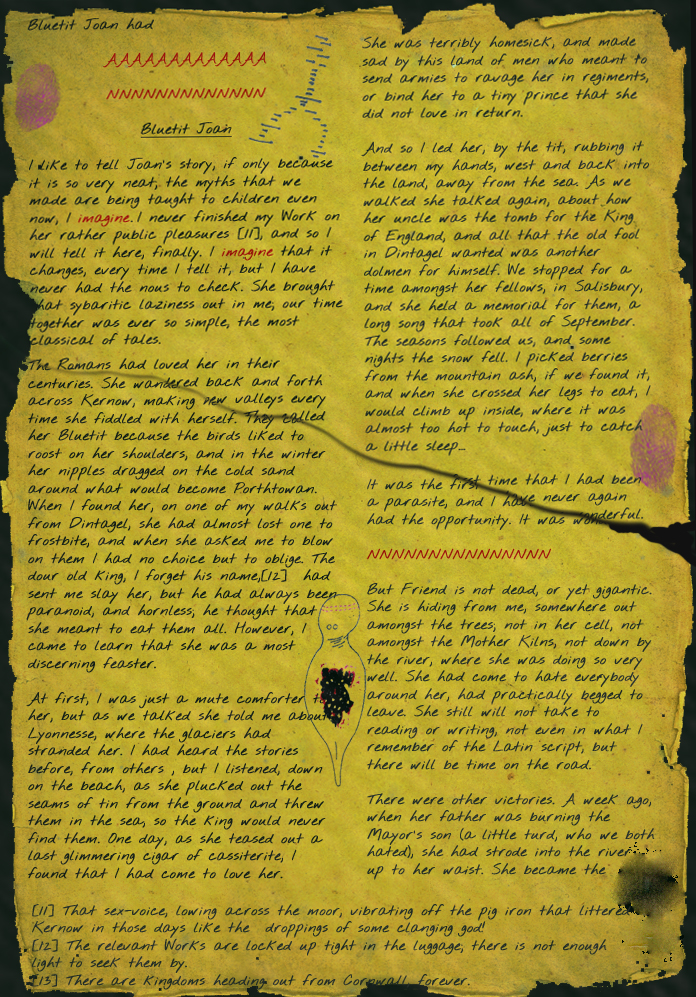 Bluetit Joan had
AAAAAAAAAAAAA
NNNNNNNNNNNNN
Bluetit Joan
I like to tell Joan's story, if only because
it is so very neat, the myths that we
made are being taught to children even
now, I imagine. I never finished my Work on
her rather public pleasures [11], and so I
will tell it here, finally. I imagine that it
changes, every time I tell it, but I have
never had the nous to check. She brought
that sybaritic laziness out in me, our time
together was ever so simple, the most
classical of tales.
The Romans had loved her in their
centuries. She wandered back and forth
across Kernow, making new valleys every
time she fiddled with herself. They called
her Bluetit because the birds liked to
roost on her shoulders, and in the winter
her nipples dragged on the cold sand
around what would become Porthtowan.
When I found her, on one of my walks out
from Dintagel, she had almost lost one to
frostbite, and when she asked me to blow
on them I had no choice but to oblige. The
dour old King, I forget his name,[12] had
sent me slay her, but he had always been
paranoid, and hornless, he thought that
she meant to eat them all. However, I
came to learn that she was a most
discerning feaster.
At first, I was just a mute comforter to
her, but as we talked she told me about
Lyonnesse, where the glaciers had
stranded her. I had heard the stories
before, from others , but I listened, down
on the beach, as she plucked out the
seams of tin from the ground and threw
them in the sea, so the King would never
find them. One day, as she teased out a
last glimmering cigar of cassiterite, I
found that I had come to love her.
She was terribly homesick, and made
sad by this land of men who meant to
send armies to ravage her in regiments,
or bind her to a tiny prince that she
did not love in return.
And so I led her, by the tit, rubbing it
between my hands, west and back into
the land, away from the sea. As we
walked she talked again, about how
her uncle was the tomb for the King
of England, and all that the old fool
in Dintagel wanted was another
dolmen for himself. We stopped for a
time amongst her fellows, in Salisbury,
and she held a memorial for them, a
long song that took all of September.
The seasons followed us, and some
nights the snow fell. I picked berries
from the mountain ash, if we found it,
and when she crossed her legs to eat, I
would climb up inside, where it was
almost too hot to touch, just to catch
a little sleep...
It was the first time that I had been
a parasite, and I have never again
had the opportunity. It was wonderful.
NNNNNNNNNNNNNNN
But Friend is not dead, or yet gigantic.
She is hiding from me, somewhere out
amongst the trees; not in her cell, not
amongst the Mother Kilns, not down by
the river, where she was doing so very
well. She had come to hate everybody
around her, had practically begged to
leave. She still will not take to
reading or writing, not even in what I
remember of the Latin script, but
there will be time on the road.
There were other victories. A week ago,
when her father was burning the
Mayor's son (a little turd, who we both
hated), she had strode into the river
up to her waist. She became the
[11] That sex-voice, lowing across the moor, vibrating off the pig iron that littered
Kernow in those days like the droppings of some clanging god!
[12] The relevant Works are locked up tight in the luggage, there is not enough
light to seek them by.
[13] There are Kingdoms heading out from Cornwall, forever.